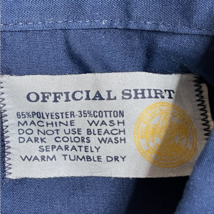 OFFICIAL SHIRT
65%POLYESTER-35%COTTON
MACHINE WASH
DO NOT USE BLEACH
DARK COLORS WASH
SEPARATELY
WARM TUMBLE DRY